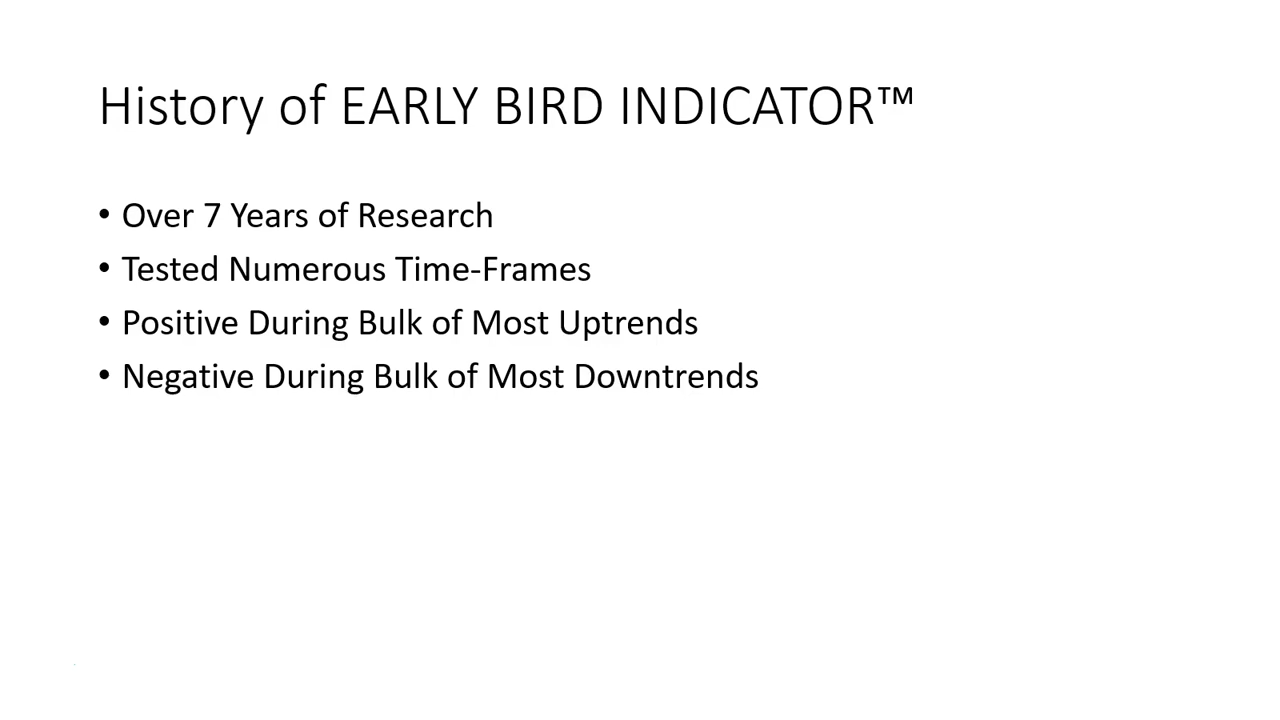 History of EARLY BIRD INDICATOR™
• Over 7 Years of Research
• Tested Numerous Time-Frames
• Positive During Bulk of Most Uptrends
• Negative During Bulk of Most Downtrends